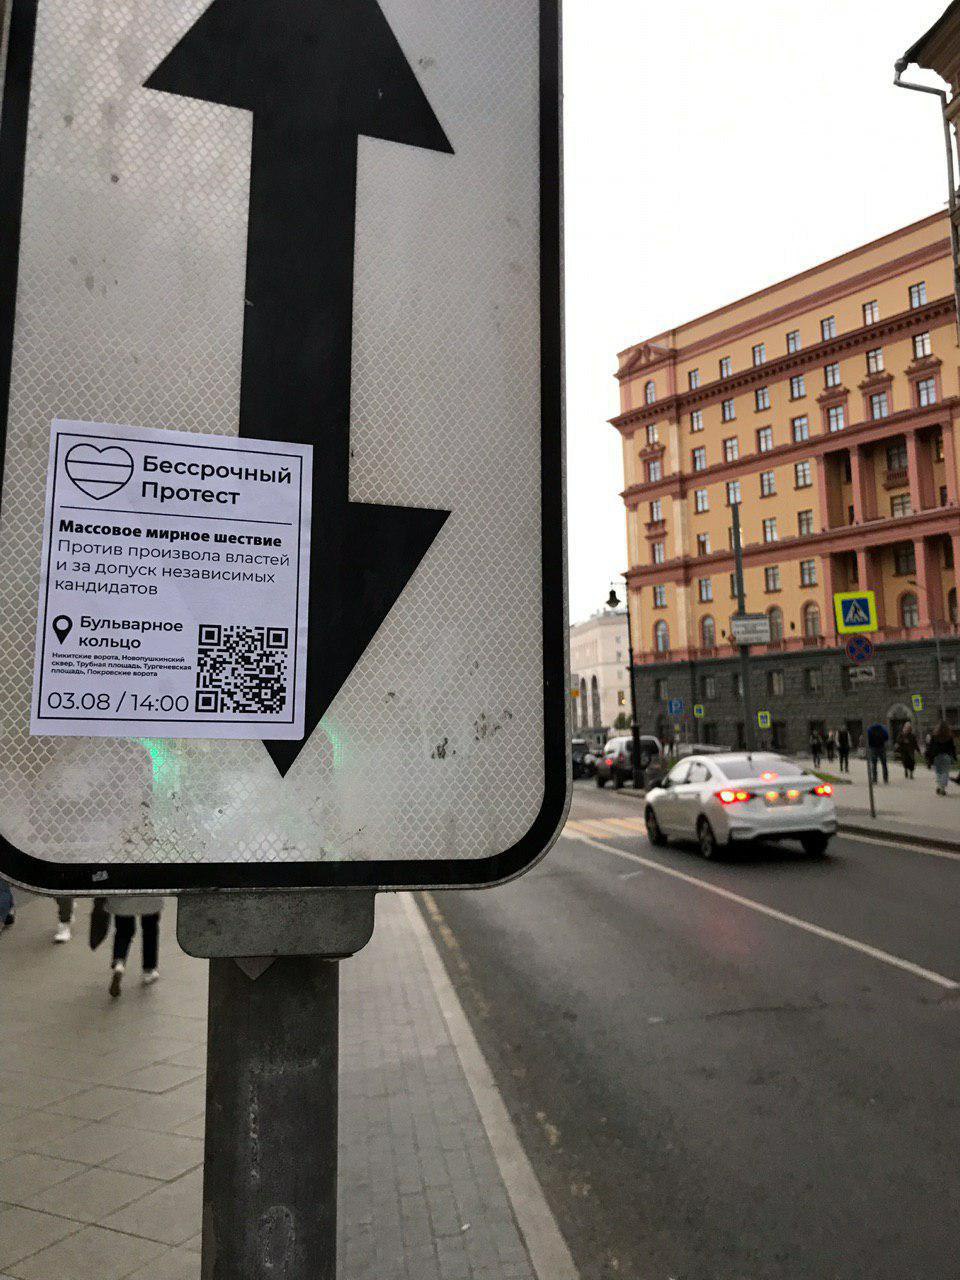 Бессрочный
Протест
Массовое мирное шествие
Против произвола властей
и за допуск независимых
кандидатов
Бульварное
кольцо
Никитские ворота, Новопушкинский
сквер, Трубная площадь, Тургеневская
площадь, Покровские ворота
03.08 / 14:00
P